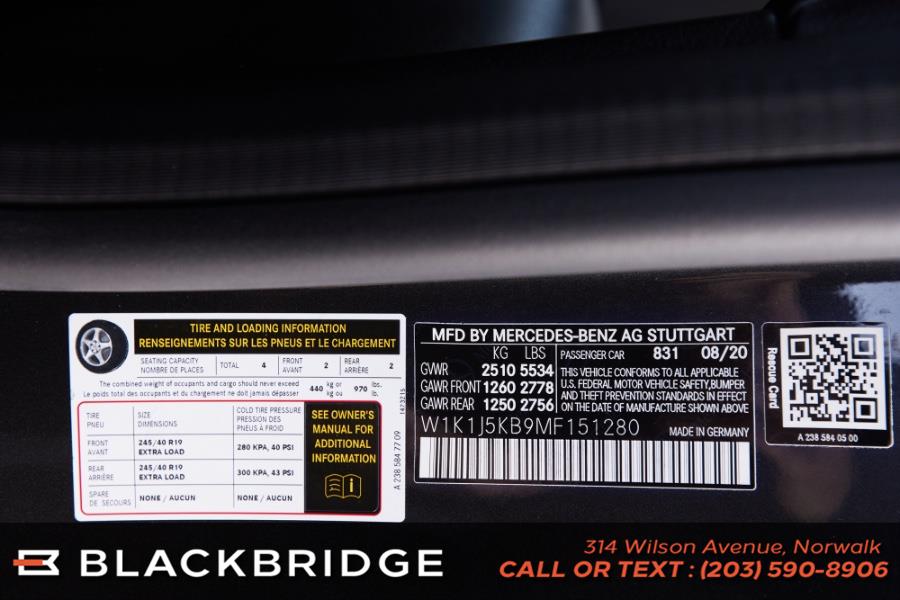 TIRE AND LOADING INFORMATION
RENSEIGNEMENTS SUR LES PNEUS ET LE CHARGEMENT
SEATING CAPACITY
NOMBRE DE PLACES
TOTAL 4
FRONT
AVANT 2
REAR
ARRIÈRE 2
The combined weight of occupants and cargo should never exceed
Le poids total des occupants et du chargement ne doit jamais dépasser
440 kg or
kg ou
970 lbs.
lb.
TIRE
PNEU
SIZE
DIMENSIONS
COLD TIRE PRESSURE
PRESSION DES
PNEUS À FROID
FRONT
AVANT
245/40 R19
EXTRA LOAD
280 KPA, 40 PSI
REAR
ARRIÈRE
245/40 R19
EXTRA LOAD
300 KPA, 43 PSI
SPARE
DE SECOURS
NONE / AUCUN
NONE / AUCUN
SEE OWNER'S
MANUAL FOR
ADDITIONAL
INFORMATION
1473215
A 238 584 77 09
MFD BY MERCEDES-BENZ AG STUTTGART
KG LBS
GVWR 2510 5534
GAWR FRONT 1260 2778
GAWR REAR 1250 2756
PASSENGER CAR 831 08/20
THIS VEHICLE CONFORMS TO ALL APPLICABLE
U.S. FEDERAL MOTOR VEHICLE SAFETY,BUMPER
AND THEFT PREVENTION STANDARDS IN EFFECT
ON THE DATE OF MANUFACTURE SHOWN ABOVE
W1K1J5KB9MF151280
MADE IN GERMANY
Rescue Card
A 238 584 05 00
BLACKBRIDGE
314 Wilson Avenue, Norwalk
CALL OR TEXT : (203) 590-8906